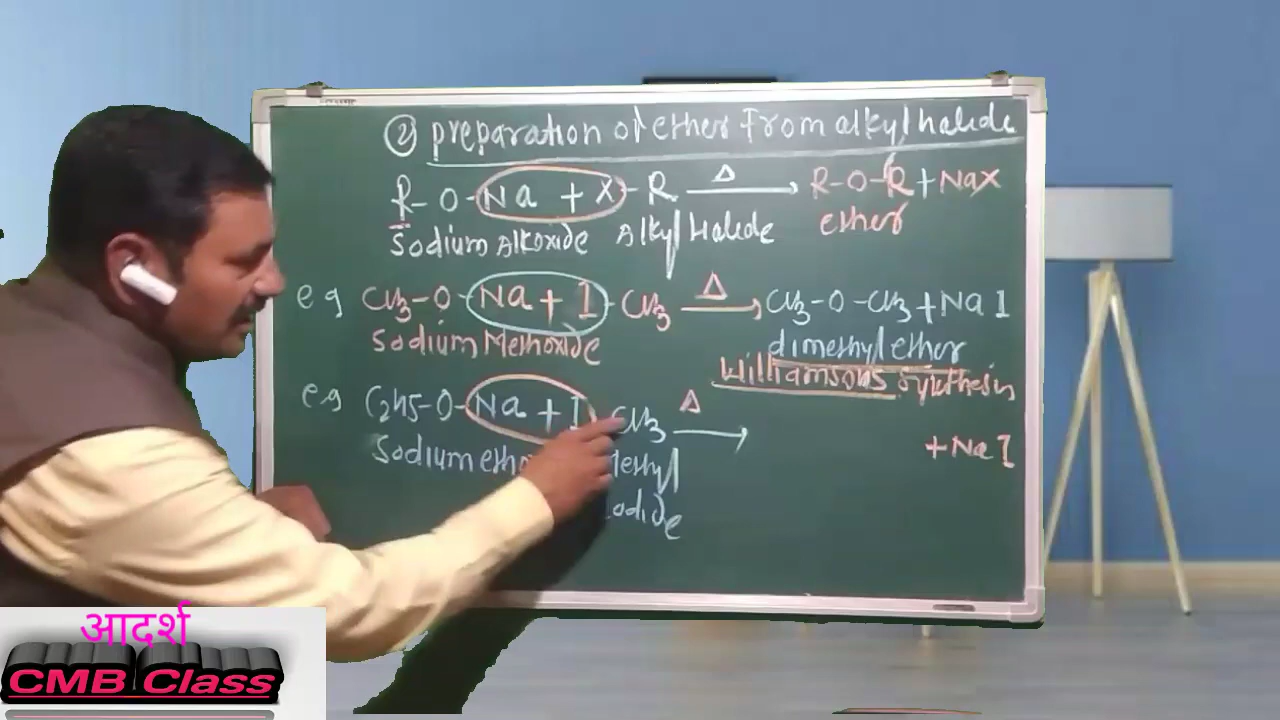 ② preparation of ether From alkyl halide
R-O-Na + X-R —Δ→ R-O-R + NaX
Sodium Alkoxide Alkyl Halide ether
eg CH3-O-Na + I-CH3 —Δ→ CH3-O-CH3 + NaI
Sodium Methoxide dimethyl ether
Williamsons Synthesis
eg C2H5-O-Na + I CH3 —Δ→ + NaI
Sodium
आदर्श
CMB Class